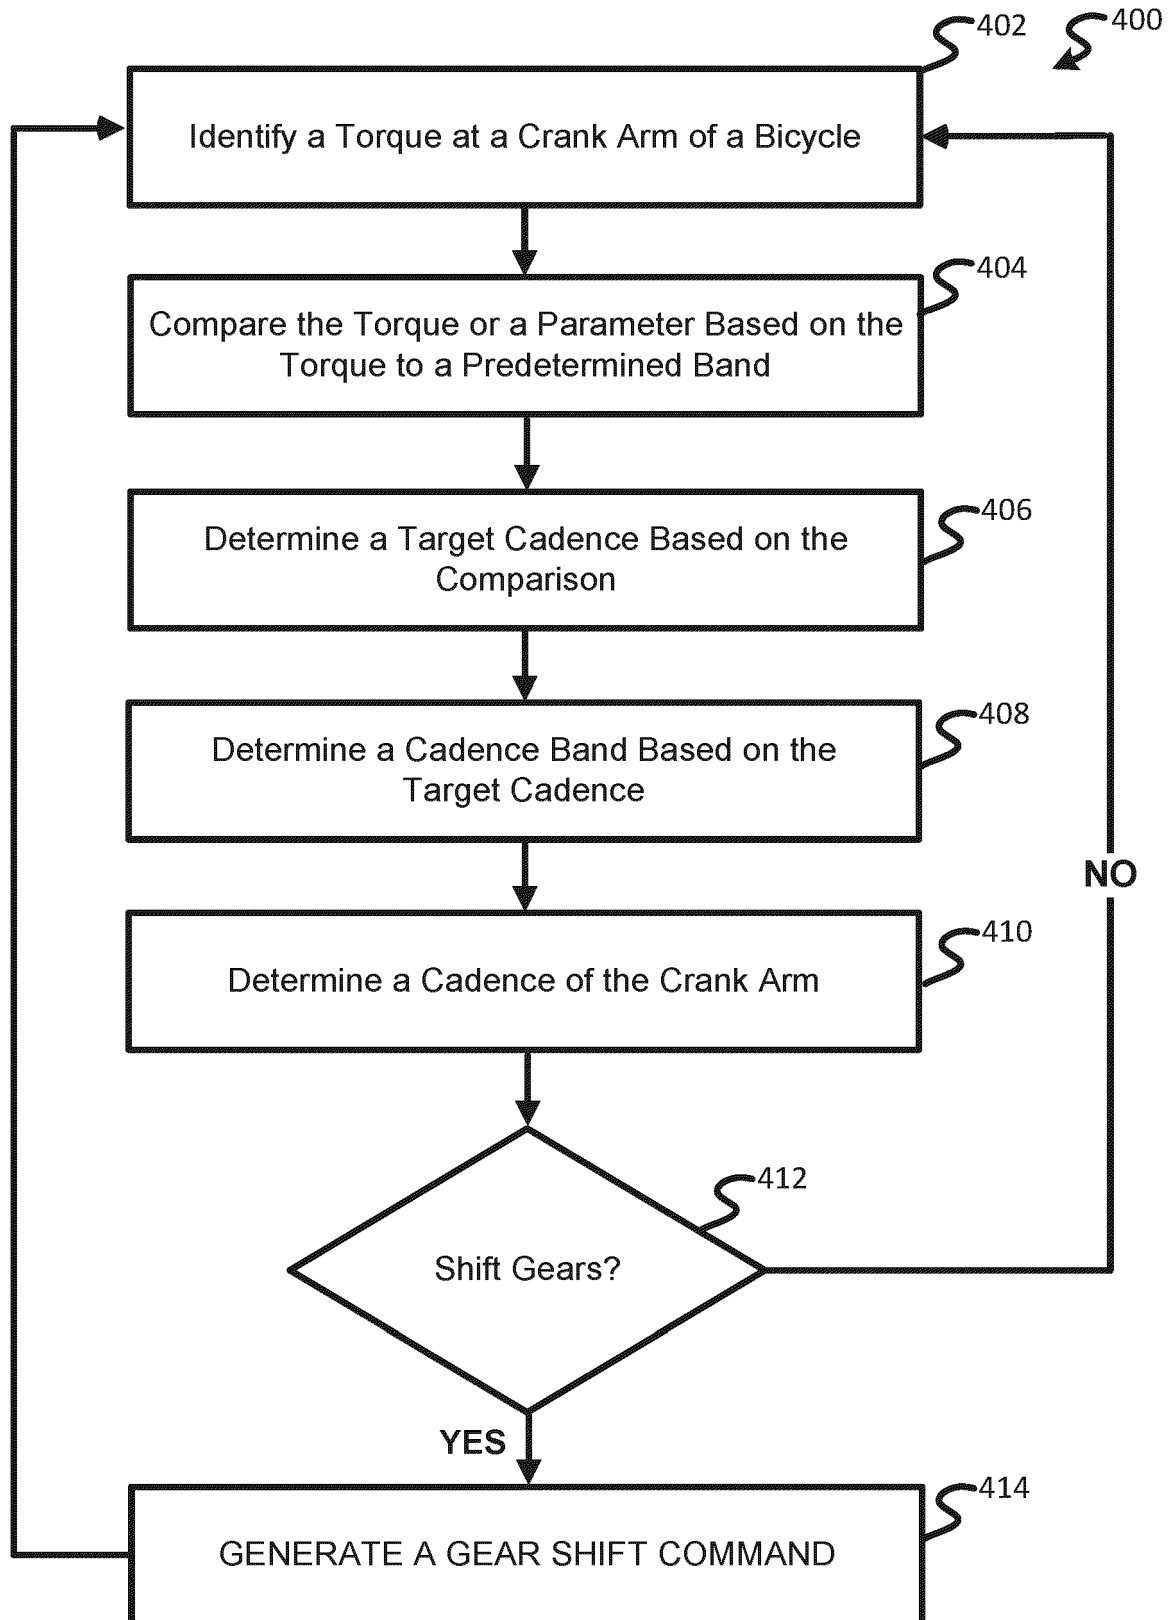 402
400
Identify a Torque at a Crank Arm of a Bicycle
404
Compare the Torque or a Parameter Based on the
Torque to a Predetermined Band
406
Determine a Target Cadence Based on the
Comparison
408
Determine a Cadence Band Based on the
Target Cadence
NO
410
Determine a Cadence of the Crank Arm
412
Shift Gears?
YES
414
GENERATE A GEAR SHIFT COMMAND